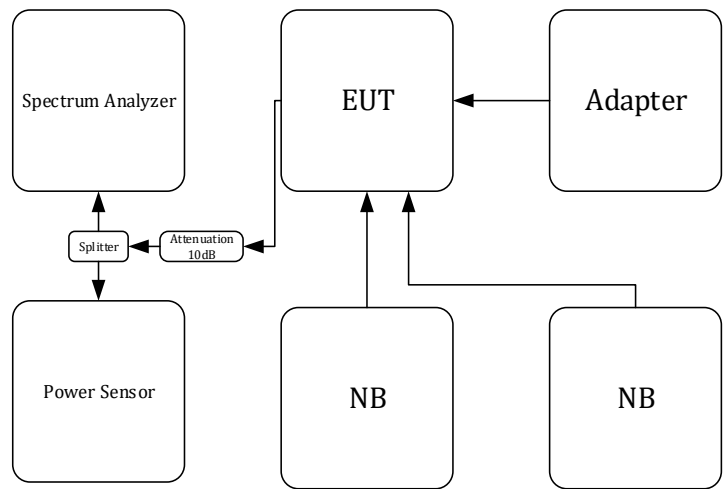 Spectrum Analyzer
EUT
Adapter
Splitter
Attenuation
10dB
Power Sensor
NB
NB